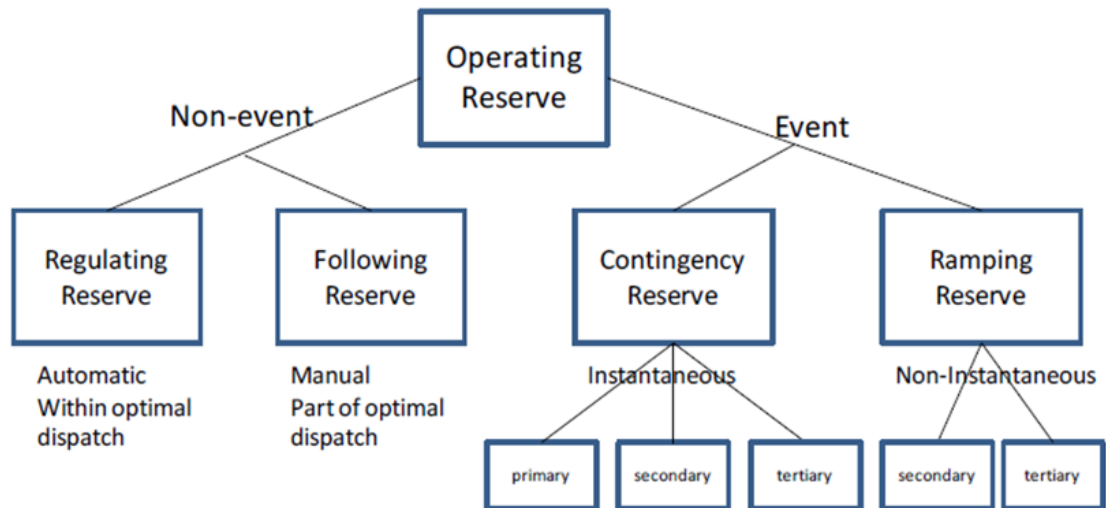 Operating
Reserve
Non-event
Event
Regulating
Reserve
Following
Reserve
Contingency
Reserve
Ramping
Reserve
Automatic
Within optimal
dispatch
Manual
Part of optimal
dispatch
Instantaneous
Non-Instantaneous
primary
secondary
tertiary
secondary
tertiary